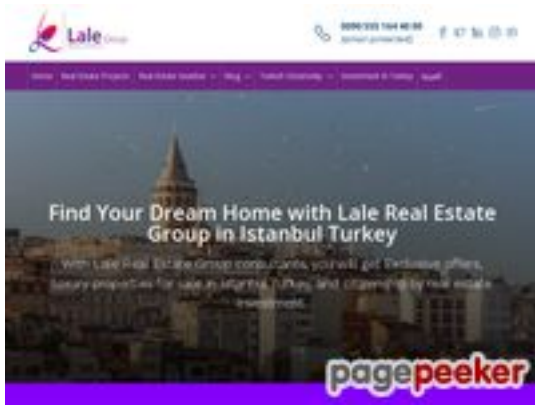 Lale Group
0090 555 164 40 00
[email protected]
Home Real Estate Projects Real Estate Guide Blog Turkish Citizenship Investment in Turkey العربية
Find Your Dream Home with Lale Real Estate
Group in Istanbul Turkey
With Lale Real Estate Group consultants, you will get Exclusive offers,
luxury properties for sale in Istanbul Turkey, and citizenship by real estate
investment.
pagepeeker